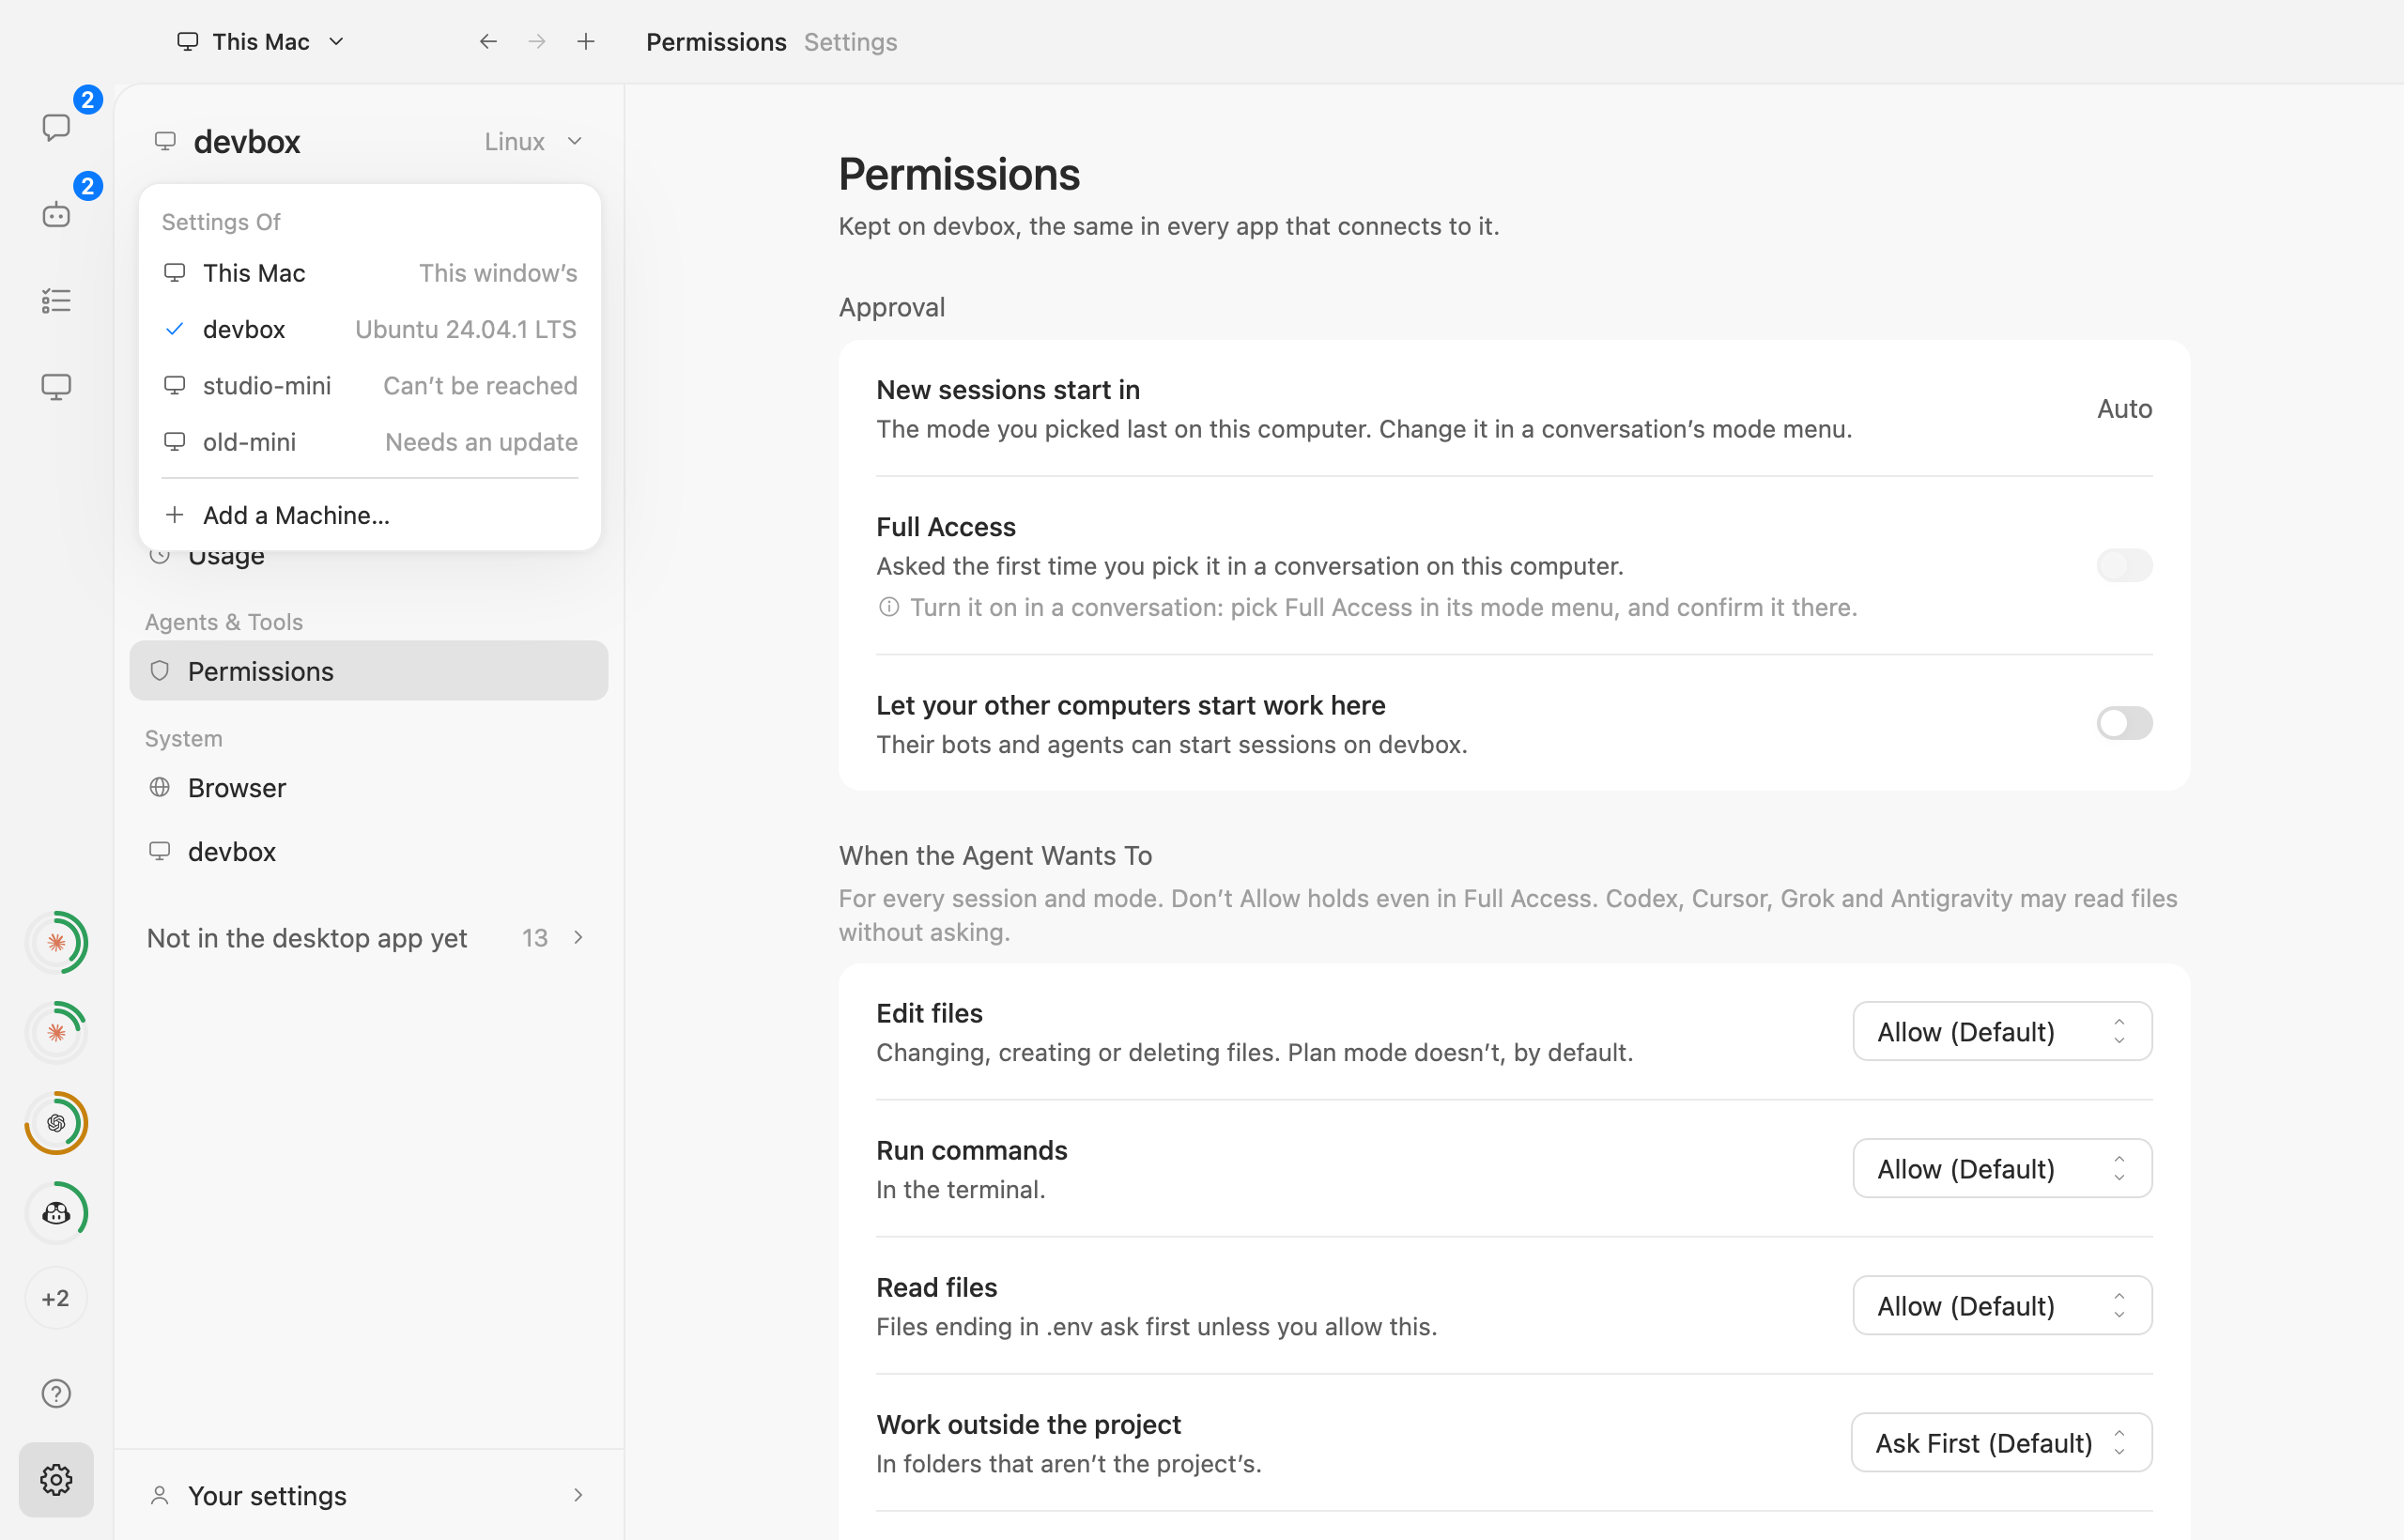 This Mac
Permissions Settings
2
2
devbox Linux
Settings Of
This Mac This window’s
devbox Ubuntu 24.04.1 LTS
studio-mini Can’t be reached
old-mini Needs an update
Add a Machine...
Usage
Agents & Tools
Permissions
System
Browser
devbox
Not in the desktop app yet 13
+2
Your settings
Permissions
Kept on devbox, the same in every app that connects to it.
Approval
New sessions start in
The mode you picked last on this computer. Change it in a conversation’s mode menu.
Auto
Full Access
Asked the first time you pick it in a conversation on this computer.
Turn it on in a conversation: pick Full Access in its mode menu, and confirm it there.
Let your other computers start work here
Their bots and agents can start sessions on devbox.
When the Agent Wants To
For every session and mode. Don’t Allow holds even in Full Access. Codex, Cursor, Grok and Antigravity may read files
without asking.
Edit files
Changing, creating or deleting files. Plan mode doesn’t, by default.
Allow (Default)
Run commands
In the terminal.
Allow (Default)
Read files
Files ending in .env ask first unless you allow this.
Allow (Default)
Work outside the project
In folders that aren’t the project’s.
Ask First (Default)